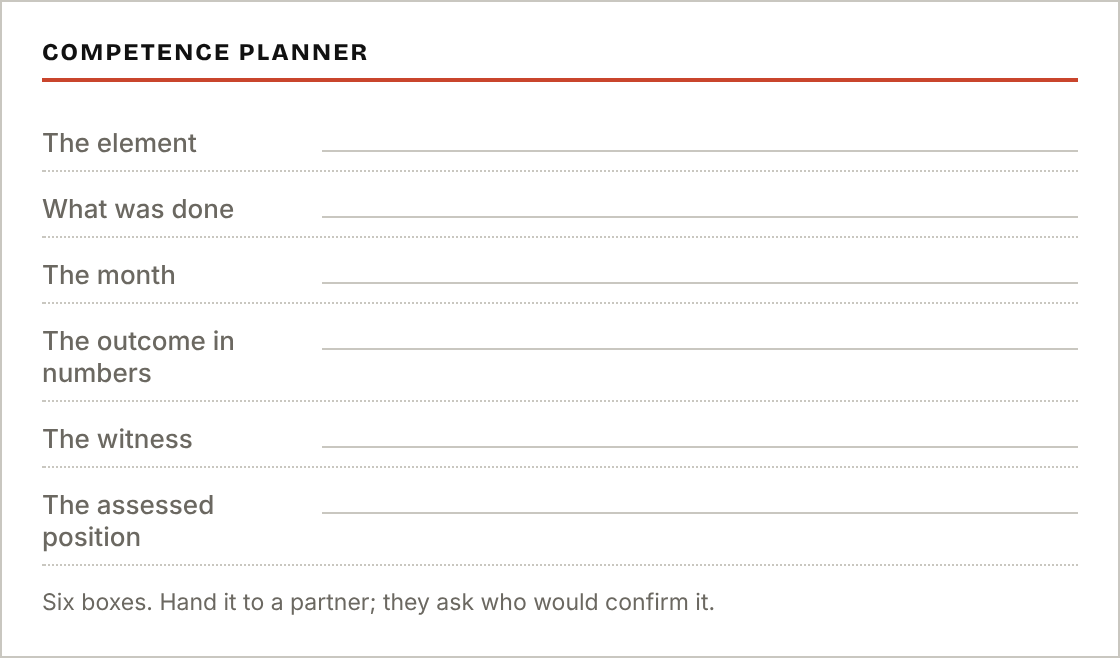 COMPETENCE PLANNER
The element
What was done
The month
The outcome in
numbers
The witness
The assessed
position
Six boxes. Hand it to a partner; they ask who would confirm it.